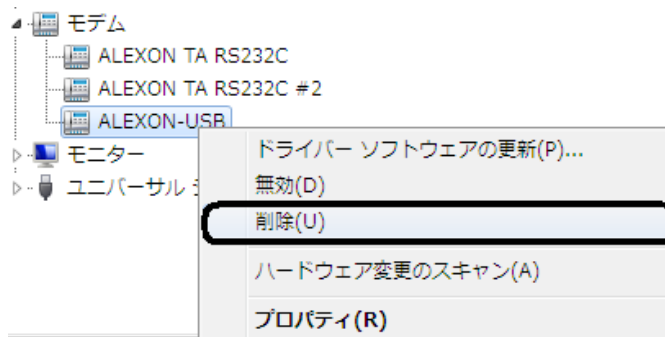 モデム
ALEXON TA RS232C
ALEXON TA RS232C #2
ALEXON-USB
モニター
ユニバーサル
ドライバー ソフトウェアの更新(P)...
無効(D)
削除(U)
ハードウェア変更のスキャン(A)
プロパティ(R)